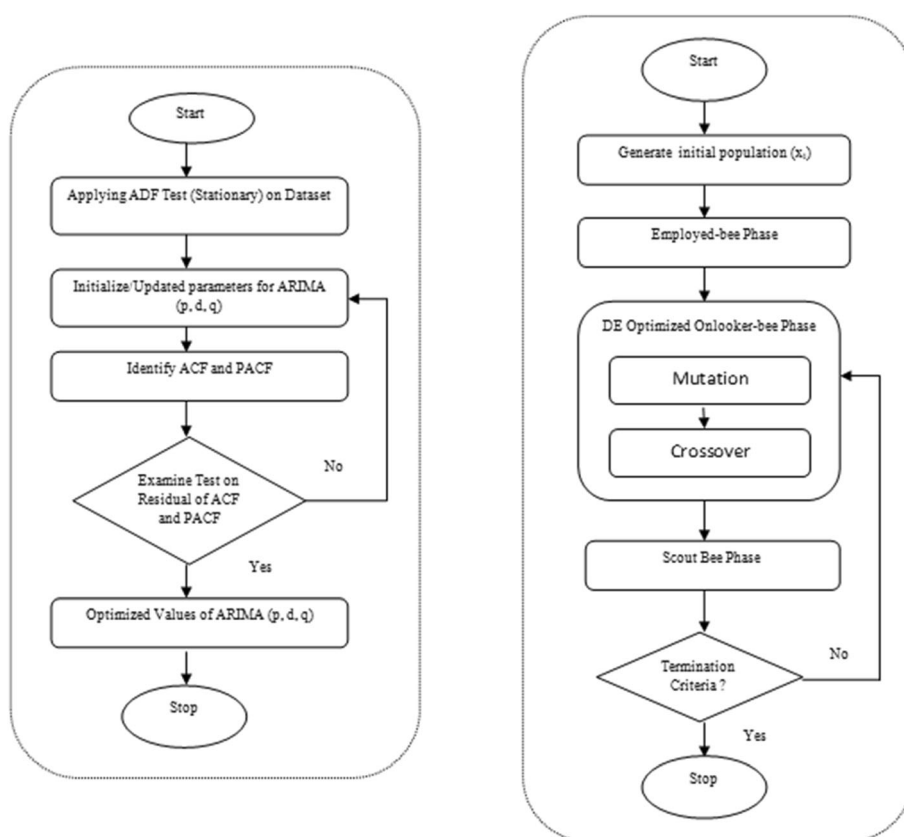 Start
Applying ADF Test (Stationary) on Dataset
Initialize/Updated parameters for ARIMA
(p, d, q)
Identify ACF and PACF
No
Examine Test on
Residual of ACF
and PACF
Yes
Optimized Values of ARIMA (p, d, q)
Stop
Start
Generate initial population (xᵢ)
Employed-bee Phase
DE Optimized Onlooker-bee Phase
Mutation
Crossover
Scout Bee Phase
No
Termination
Criteria ?
Yes
Stop